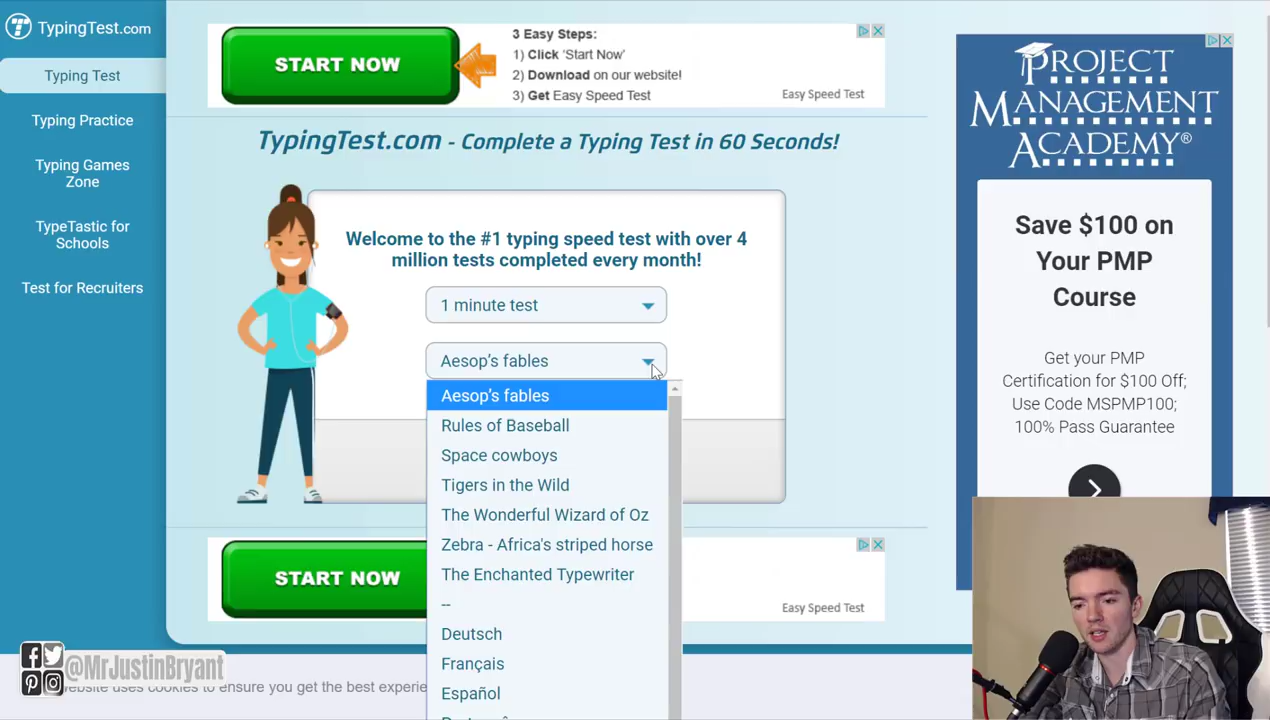 TypingTest.com
Typing Test
Typing Practice
Typing Games
Zone
TypeTastic for
Schools
Test for Recruiters
START NOW
3 Easy Steps:
1) Click 'Start Now'
2) Download on our website!
3) Get Easy Speed Test
Easy Speed Test
TypingTest.com - Complete a Typing Test in 60 Seconds!
Welcome to the #1 typing speed test with over 4
million tests completed every month!
1 minute test
Aesop's fables
Aesop's fables
Rules of Baseball
Space cowboys
Tigers in the Wild
The Wonderful Wizard of Oz
Zebra - Africa's striped horse
The Enchanted Typewriter
--
Deutsch
Français
Español
START NOW
Easy Speed Test
PROJECT
MANAGEMENT
ACADEMY®
Save $100 on
Your PMP
Course
Get your PMP
Certification for $100 Off;
Use Code MSPMP100;
100% Pass Guarantee
@MrJustinBryant
website uses cookies to ensure you get the best experie